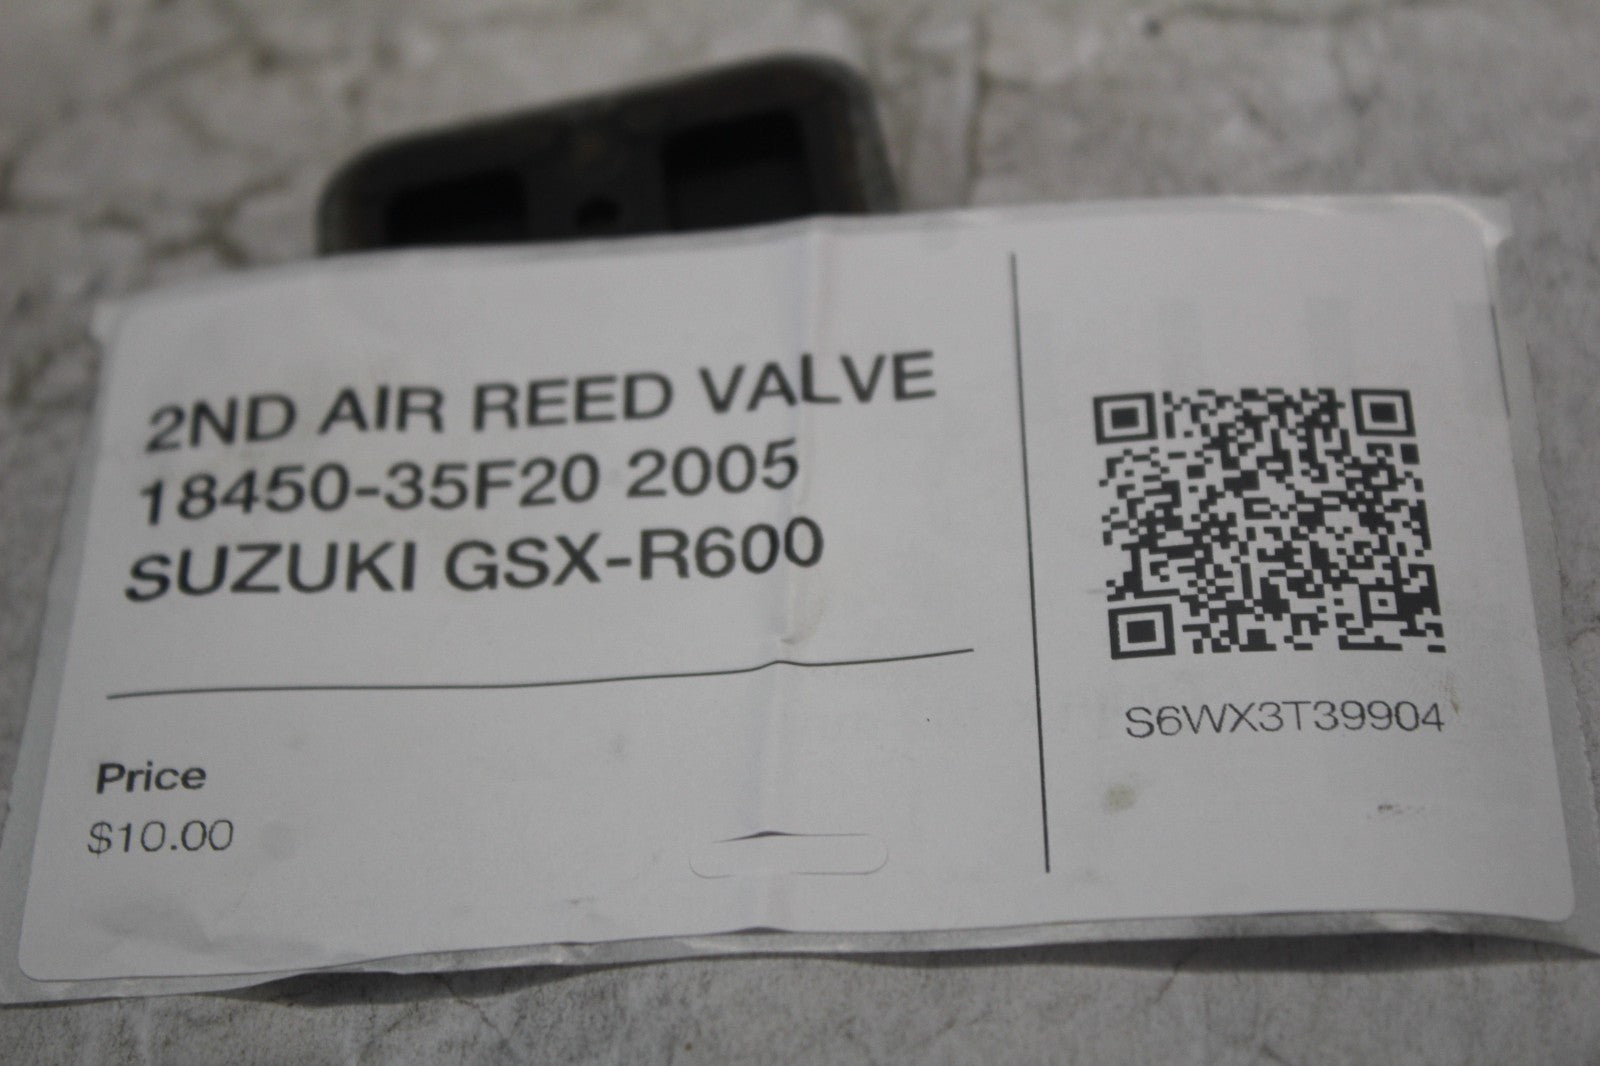 2ND AIR REED VALVE
18450-35F20 2005
SUZUKI GSX-R600
Price
$10.00
S6WX3T39904